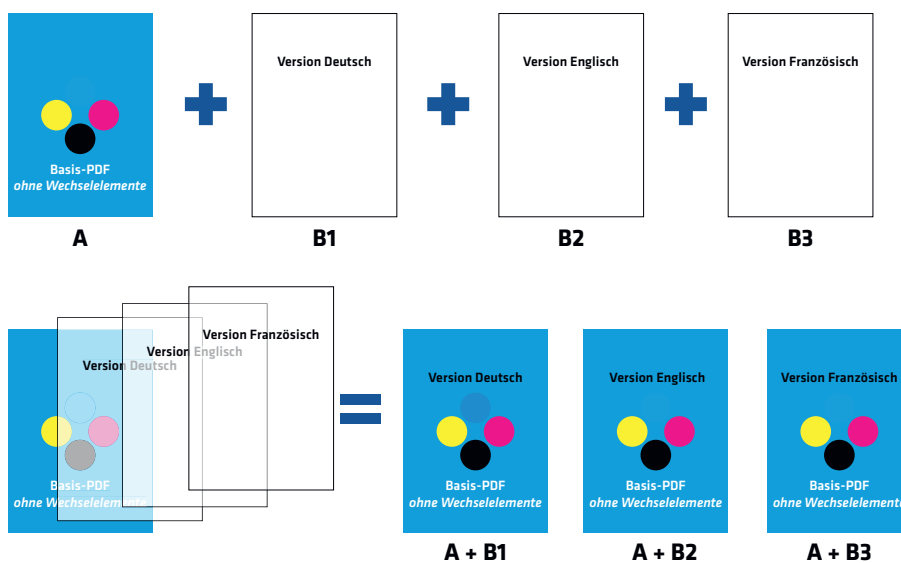 Version Deutsch
Version Englisch
Version Französisch
Basis-PDF
ohne Wechselelemente
A
B1
B2
B3
Version Französisch
Version Englisch
Version Deutsch
Basis-PDF
ohne Wechselelemente
Version Deutsch
Version Englisch
Version Französisch
Basis-PDF
ohne Wechselelemente
Basis-PDF
ohne Wechselelemente
Basis-PDF
ohne Wechselelemente
A + B1
A + B2
A + B3